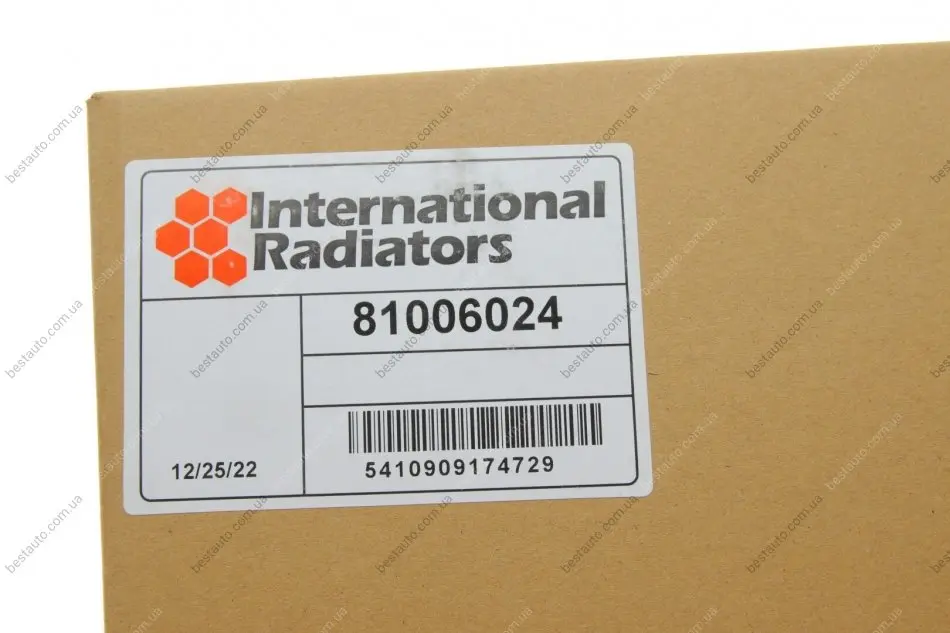 International
Radiators
81006024
12/25/22
5410909174729
bestauto.com.ua